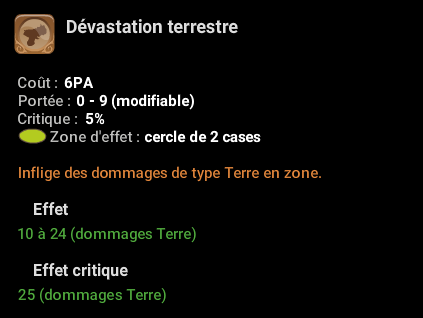 Dévastation terrestre
Coût : 6PA
Portée : 0 - 9 (modifiable)
Critique : 5%
Zone d'effet : cercle de 2 cases
Inflige des dommages de type Terre en zone.
Effet
10 à 24 (dommages Terre)
Effet critique
25 (dommages Terre)